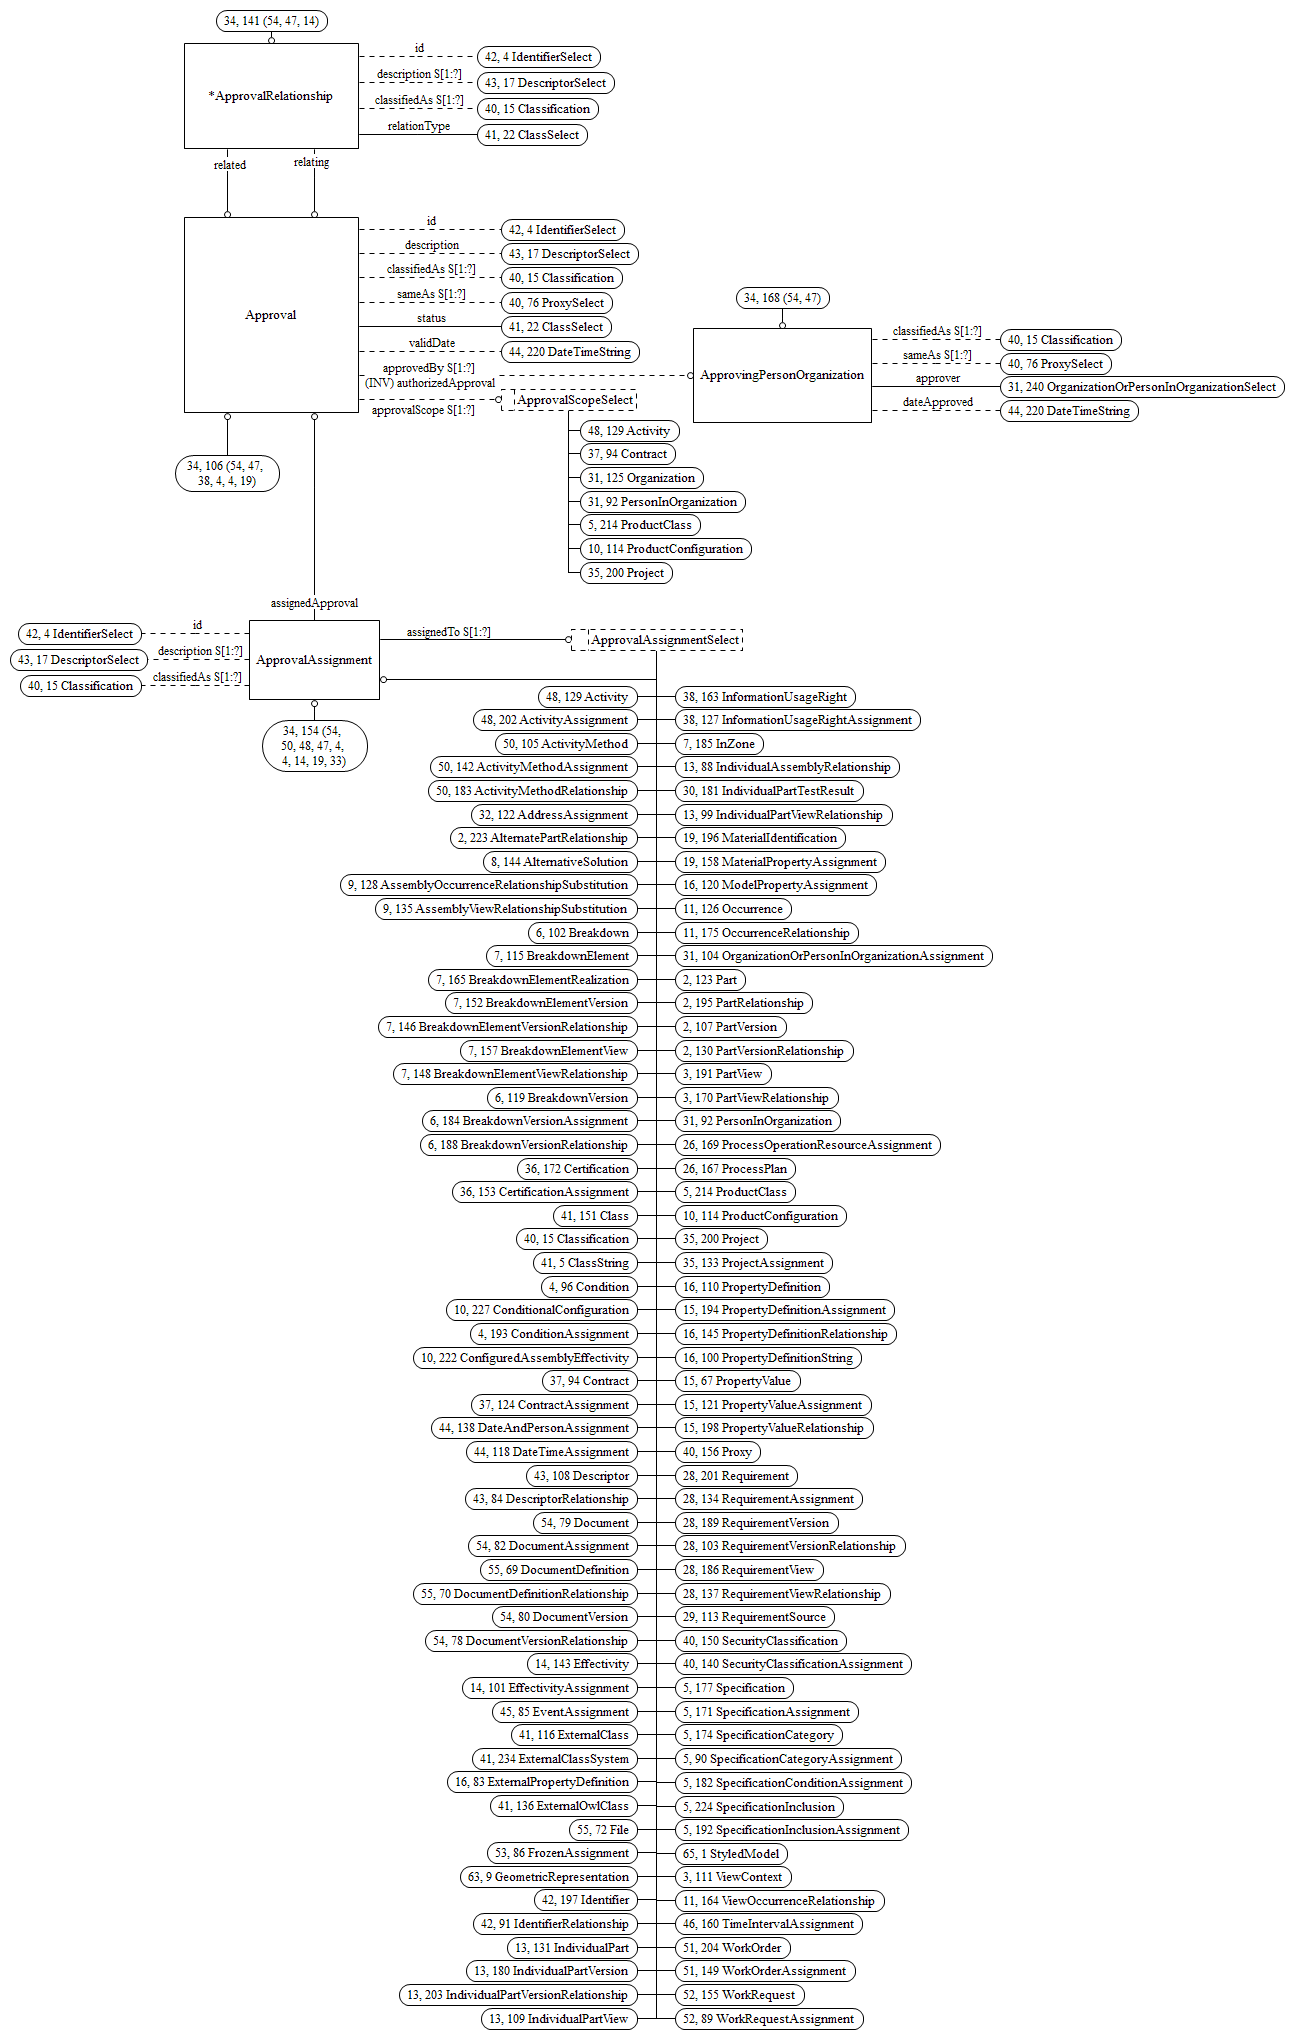 34, 141 (54, 47, 14)
*ApprovalRelationship
id
42, 4 IdentifierSelect
description S[1:?]
43, 17 DescriptorSelect
classifiedAs S[1:?]
40, 15 Classification
relationType
41, 22 ClassSelect
related
relating
Approval
id
42, 4 IdentifierSelect
description
43, 17 DescriptorSelect
classifiedAs S[1:?]
40, 15 Classification
sameAs S[1:?]
40, 76 ProxySelect
status
41, 22 ClassSelect
validDate
44, 220 DateTimeString
approvedBy S[1:?]
(INV) authorizedApproval
approvalScope S[1:?]
ApprovalScopeSelect
34, 168 (54, 47)
ApprovingPersonOrganization
classifiedAs S[1:?]
40, 15 Classification
sameAs S[1:?]
40, 76 ProxySelect
approver
31, 240 OrganizationOrPersonInOrganizationSelect
dateApproved
44, 220 DateTimeString
48, 129 Activity
37, 94 Contract
31, 125 Organization
31, 92 PersonInOrganization
5, 214 ProductClass
10, 114 ProductConfiguration
35, 200 Project
34, 106 (54, 47,
38, 4, 4, 19)
assignedApproval
ApprovalAssignment
id
42, 4 IdentifierSelect
description S[1:?]
43, 17 DescriptorSelect
classifiedAs S[1:?]
40, 15 Classification
assignedTo S[1:?]
ApprovalAssignmentSelect
34, 154 (54,
50, 48, 47, 4,
4, 14, 19, 33)
48, 129 Activity
48, 202 ActivityAssignment
50, 105 ActivityMethod
50, 142 ActivityMethodAssignment
50, 183 ActivityMethodRelationship
32, 122 AddressAssignment
2, 223 AlternatePartRelationship
8, 144 AlternativeSolution
9, 128 AssemblyOccurrenceRelationshipSubstitution
9, 135 AssemblyViewRelationshipSubstitution
6, 102 Breakdown
7, 115 BreakdownElement
7, 165 BreakdownElementRealization
7, 152 BreakdownElementVersion
7, 146 BreakdownElementVersionRelationship
7, 157 BreakdownElementView
7, 148 BreakdownElementViewRelationship
6, 119 BreakdownVersion
6, 184 BreakdownVersionAssignment
6, 188 BreakdownVersionRelationship
36, 172 Certification
36, 153 CertificationAssignment
41, 151 Class
40, 15 Classification
41, 5 ClassString
4, 96 Condition
10, 227 ConditionalConfiguration
4, 193 ConditionAssignment
10, 222 ConfiguredAssemblyEffectivity
37, 94 Contract
37, 124 ContractAssignment
44, 138 DateAndPersonAssignment
44, 118 DateTimeAssignment
43, 108 Descriptor
43, 84 DescriptorRelationship
54, 79 Document
54, 82 DocumentAssignment
55, 69 DocumentDefinition
55, 70 DocumentDefinitionRelationship
54, 80 DocumentVersion
54, 78 DocumentVersionRelationship
14, 143 Effectivity
14, 101 EffectivityAssignment
45, 85 EventAssignment
41, 116 ExternalClass
41, 234 ExternalClassSystem
16, 83 ExternalPropertyDefinition
41, 136 ExternalOwlClass
55, 72 File
53, 86 FrozenAssignment
63, 9 GeometricRepresentation
42, 197 Identifier
42, 91 IdentifierRelationship
13, 131 IndividualPart
13, 180 IndividualPartVersion
13, 203 IndividualPartVersionRelationship
13, 109 IndividualPartView
38, 163 InformationUsageRight
38, 127 InformationUsageRightAssignment
7, 185 InZone
13, 88 IndividualAssemblyRelationship
30, 181 IndividualPartTestResult
13, 99 IndividualPartViewRelationship
19, 196 MaterialIdentification
19, 158 MaterialPropertyAssignment
16, 120 ModelPropertyAssignment
11, 126 Occurrence
11, 175 OccurrenceRelationship
31, 104 OrganizationOrPersonInOrganizationAssignment
2, 123 Part
2, 195 PartRelationship
2, 107 PartVersion
2, 130 PartVersionRelationship
3, 191 PartView
3, 170 PartViewRelationship
31, 92 PersonInOrganization
26, 169 ProcessOperationResourceAssignment
26, 167 ProcessPlan
5, 214 ProductClass
10, 114 ProductConfiguration
35, 200 Project
35, 133 ProjectAssignment
16, 110 PropertyDefinition
15, 194 PropertyDefinitionAssignment
16, 145 PropertyDefinitionRelationship
16, 100 PropertyDefinitionString
15, 67 PropertyValue
15, 121 PropertyValueAssignment
15, 198 PropertyValueRelationship
40, 156 Proxy
28, 201 Requirement
28, 134 RequirementAssignment
28, 189 RequirementVersion
28, 103 RequirementVersionRelationship
28, 186 RequirementView
28, 137 RequirementViewRelationship
29, 113 RequirementSource
40, 150 SecurityClassification
40, 140 SecurityClassificationAssignment
5, 177 Specification
5, 171 SpecificationAssignment
5, 174 SpecificationCategory
5, 90 SpecificationCategoryAssignment
5, 182 SpecificationConditionAssignment
5, 224 SpecificationInclusion
5, 192 SpecificationInclusionAssignment
65, 1 StyledModel
3, 111 ViewContext
11, 164 ViewOccurrenceRelationship
46, 160 TimeIntervalAssignment
51, 204 WorkOrder
51, 149 WorkOrderAssignment
52, 155 WorkRequest
52, 89 WorkRequestAssignment